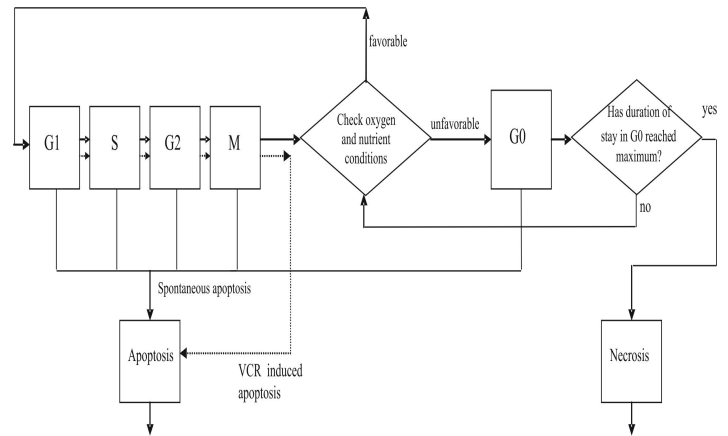 favorable
G1
S
G2
M
Check oxygen
and nutrient
conditions
unfavorable
G0
Has duration of
stay in G0 reached
maximum?
yes
no
Spontaneous apoptosis
Apoptosis
VCR induced
apoptosis
Necrosis